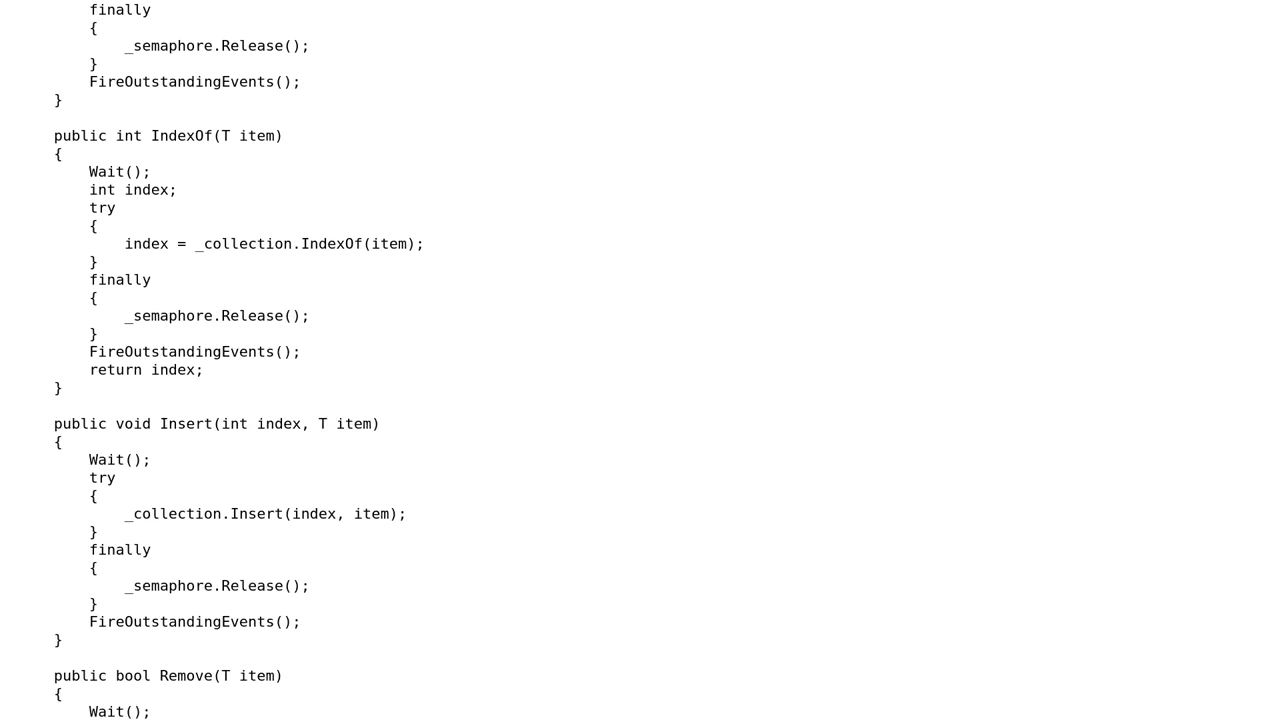 finally
        {
            _semaphore.Release();
        }
        FireOutstandingEvents();
    }

    public int IndexOf(T item)
    {
        Wait();
        int index;
        try
        {
            index = _collection.IndexOf(item);
        }
        finally
        {
            _semaphore.Release();
        }
        FireOutstandingEvents();
        return index;
    }

    public void Insert(int index, T item)
    {
        Wait();
        try
        {
            _collection.Insert(index, item);
        }
        finally
        {
            _semaphore.Release();
        }
        FireOutstandingEvents();
    }

    public bool Remove(T item)
    {
        Wait();